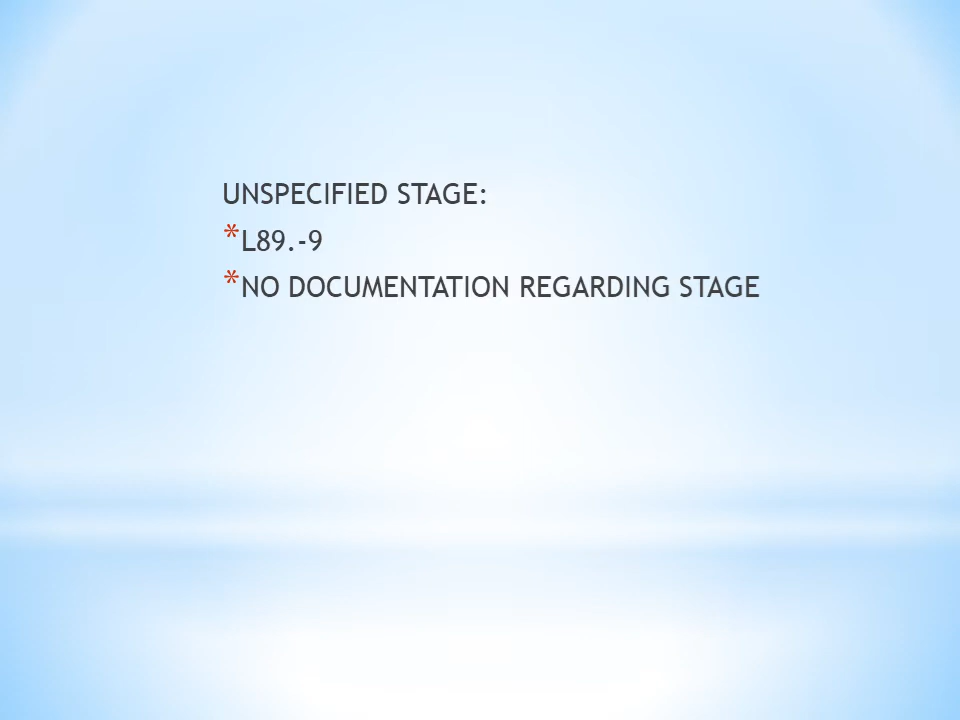 UNSPECIFIED STAGE:
*L89.-9
*NO DOCUMENTATION REGARDING STAGE